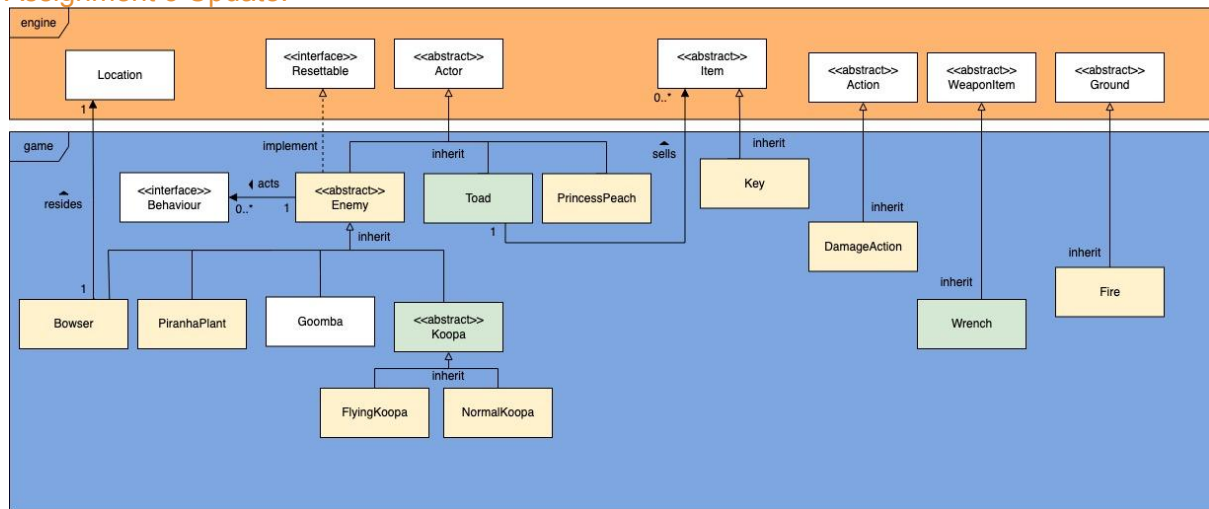 Assignment 3 Update:
engine
Location
<<interface>>
Resettable
<<abstract>>
Actor
<<abstract>>
Item
<<abstract>>
Action
<<abstract>>
WeaponItem
<<abstract>>
Ground
1
0..*
game
implement
inherit
sells
inherit
resides
<<interface>>
Behaviour
acts
0..*
1
<<abstract>>
Enemy
Toad
PrincessPeach
Key
1
inherit
inherit
DamageAction
inherit
inherit
1
Bowser
PiranhaPlant
Goomba
<<abstract>>
Koopa
Wrench
Fire
inherit
FlyingKoopa
NormalKoopa